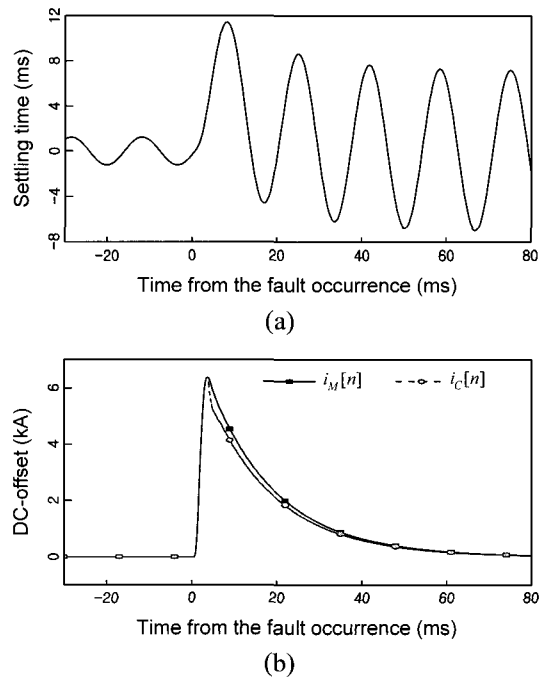 12
8
4
0
-4
-8
Settling time (ms)
-20 0 20 40 60 80
Time from the fault occurrence (ms)
(a)
6
4
2
0
DC-offset (kA)
i_M[n] i_C[n]
-20 0 20 40 60 80
Time from the fault occurrence (ms)
(b)